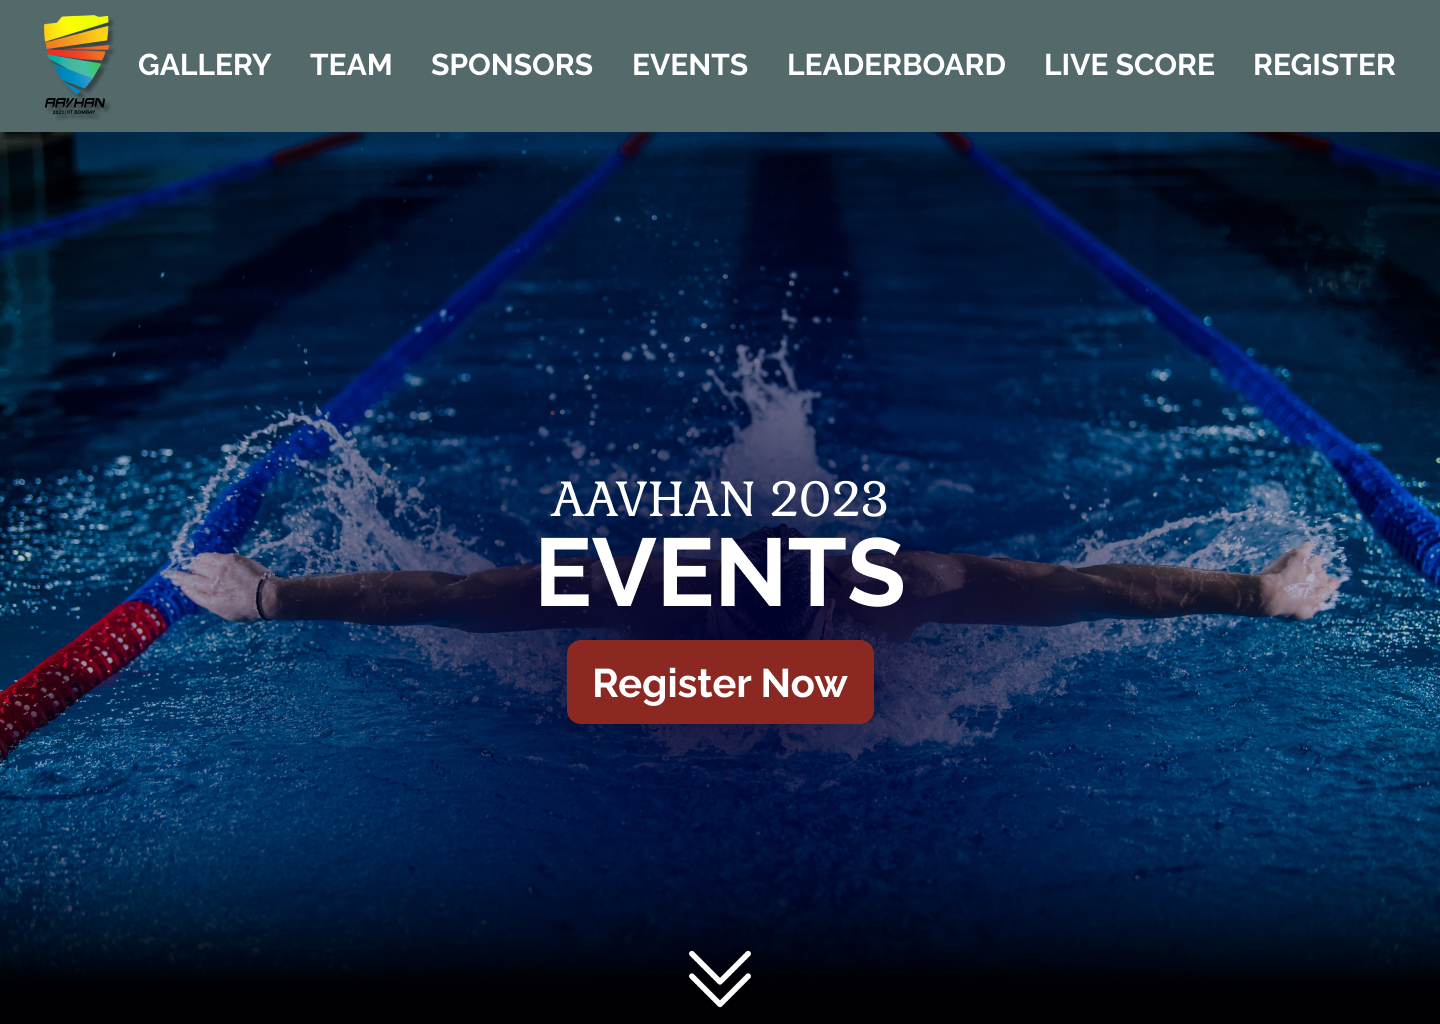 AAVHAN
2023 | IIT BOMBAY
GALLERY TEAM SPONSORS EVENTS LEADERBOARD LIVE SCORE REGISTER
AAVHAN 2023
EVENTS
Register Now